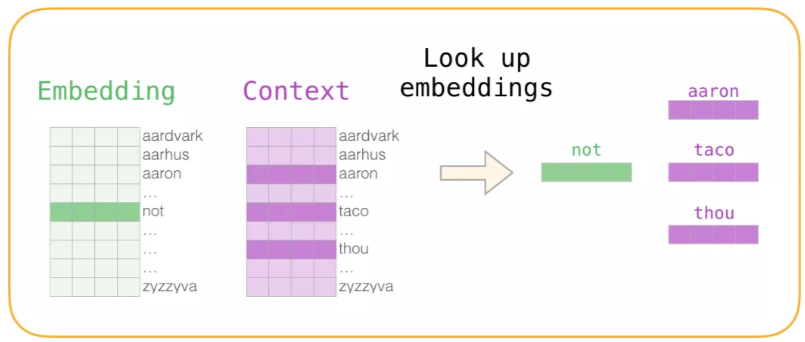 Embedding
Context
Look up
embeddings
aardvark
aarhus
aaron
...
not
...
...
...
zyzzyva
aardvark
aarhus
aaron
...
taco
...
thou
...
zyzzyva
not
aaron
taco
thou